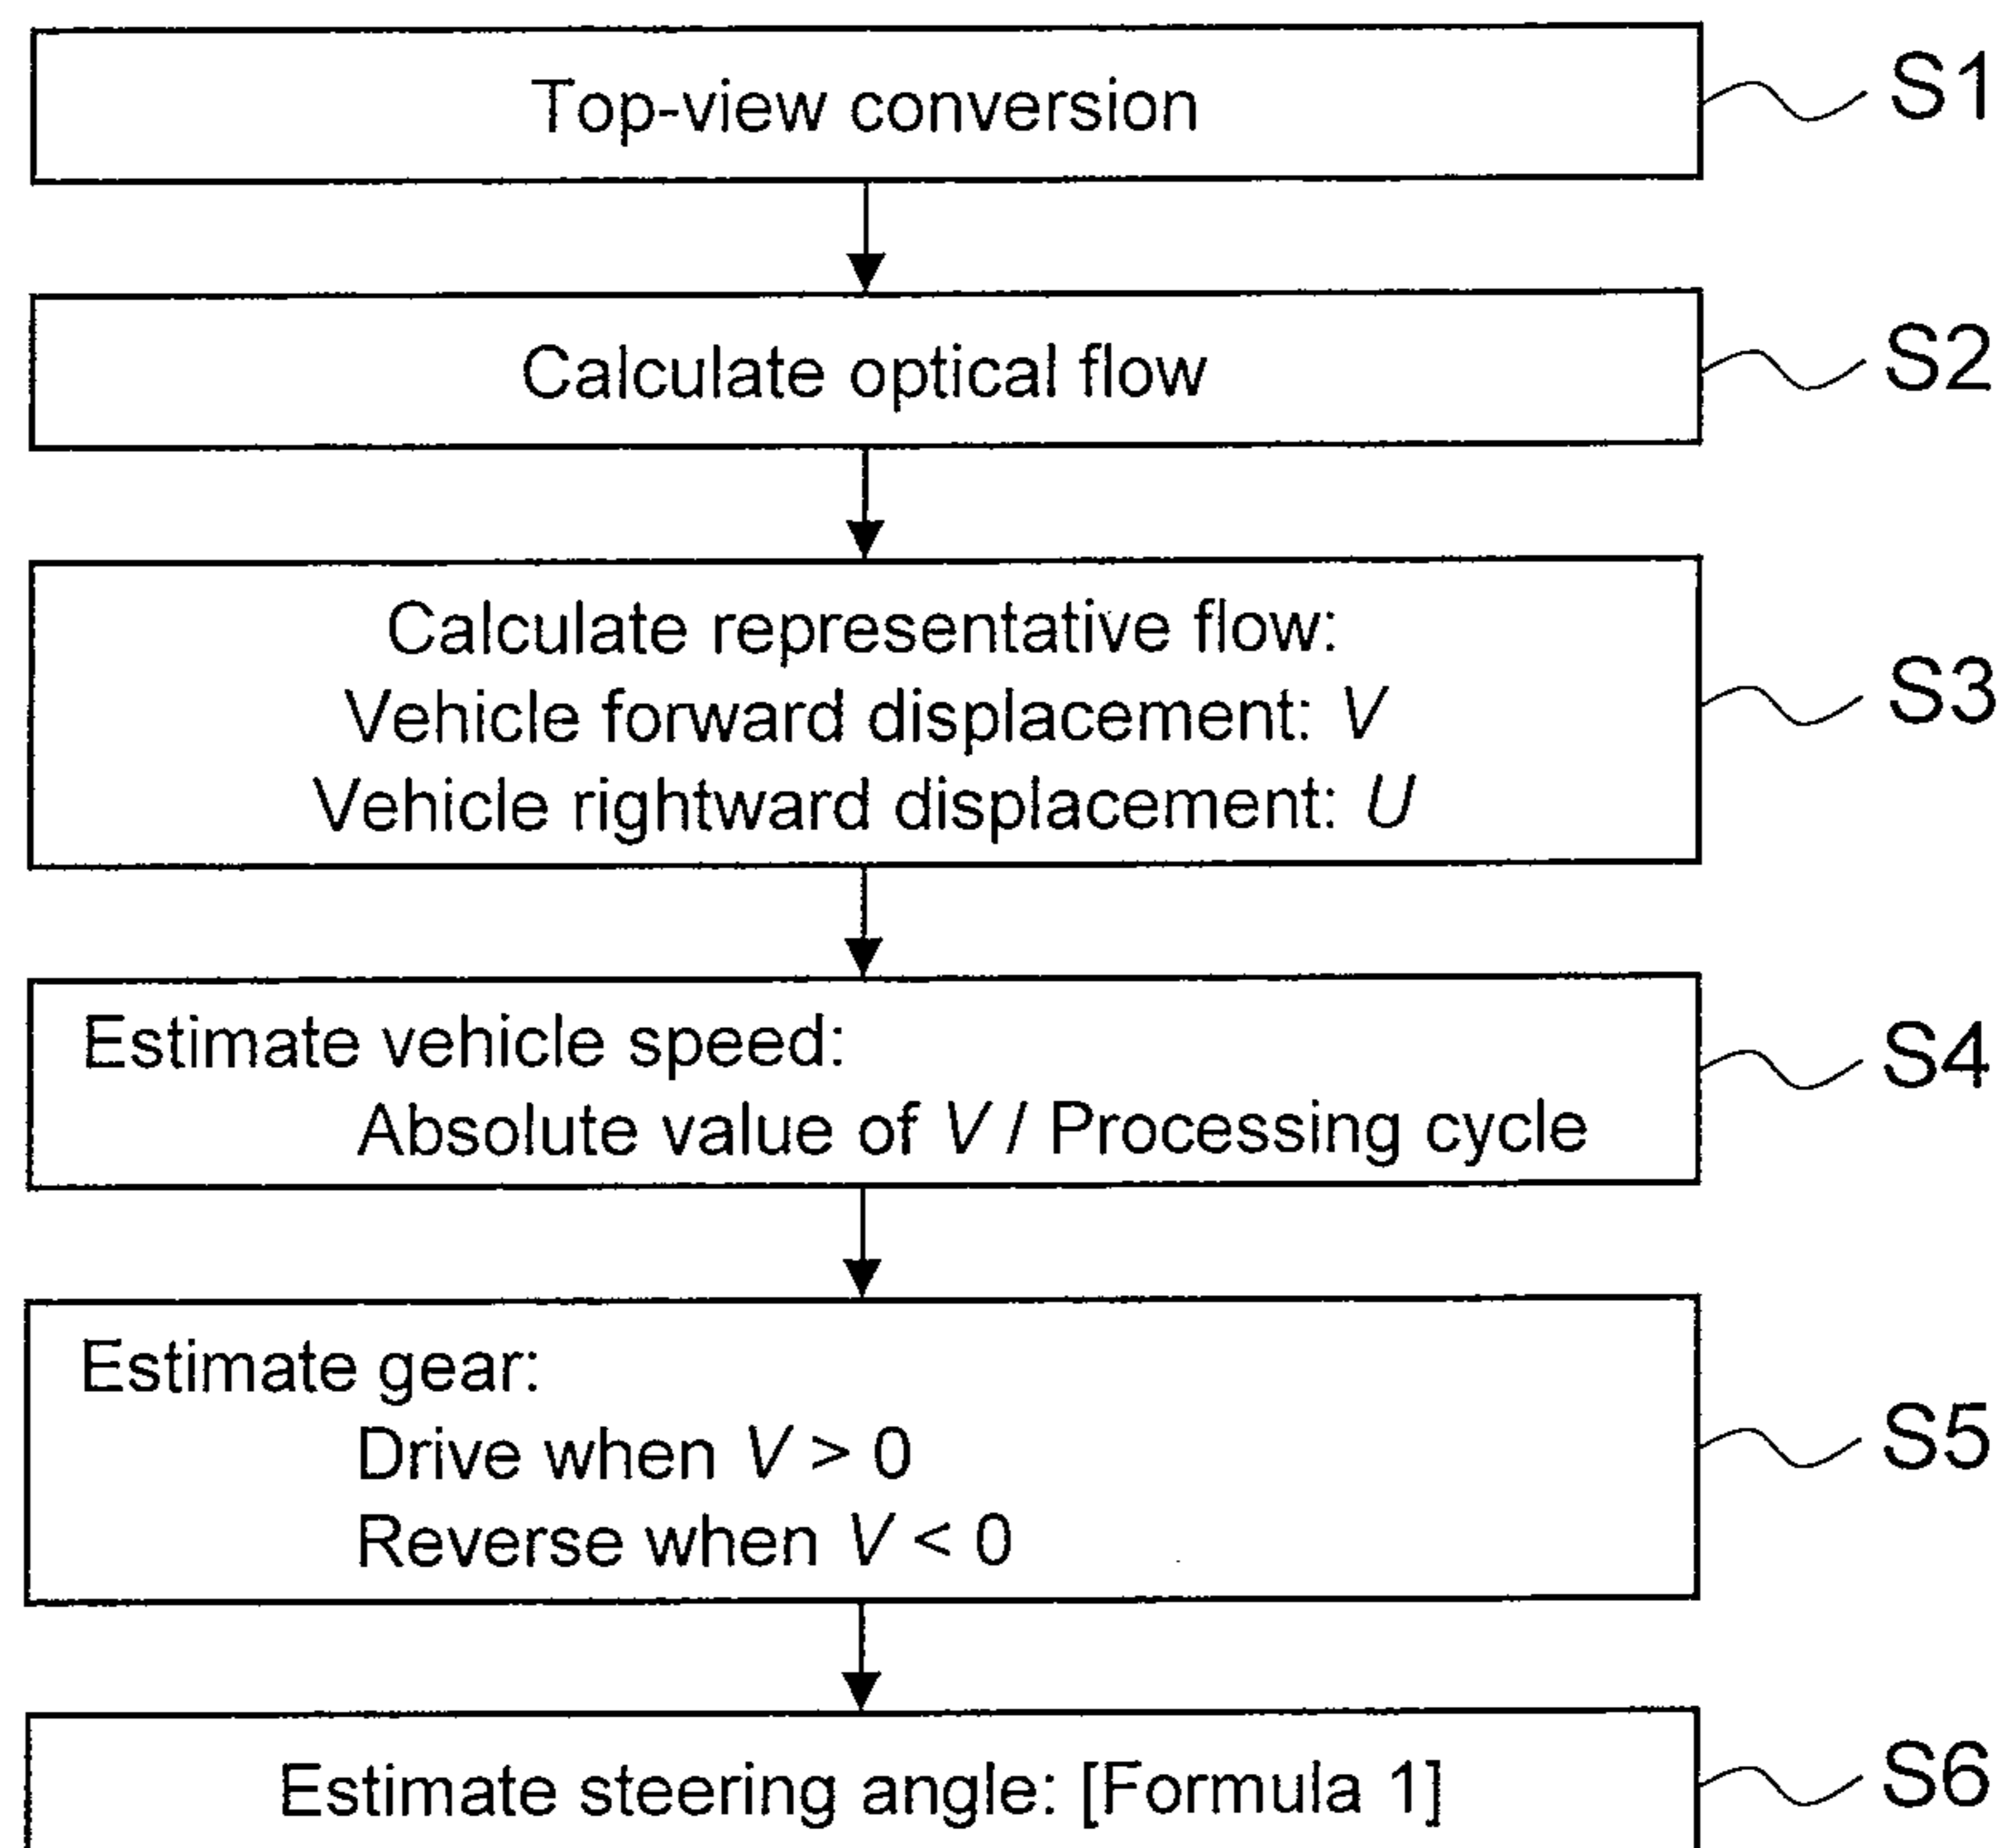 Top-view conversion
S1
Calculate optical flow
S2
Calculate representative flow:
Vehicle forward displacement: V
Vehicle rightward displacement: U
S3
Estimate vehicle speed:
Absolute value of V / Processing cycle
S4
Estimate gear:
Drive when V > 0
Reverse when V < 0
S5
Estimate steering angle: [Formula 1]
S6